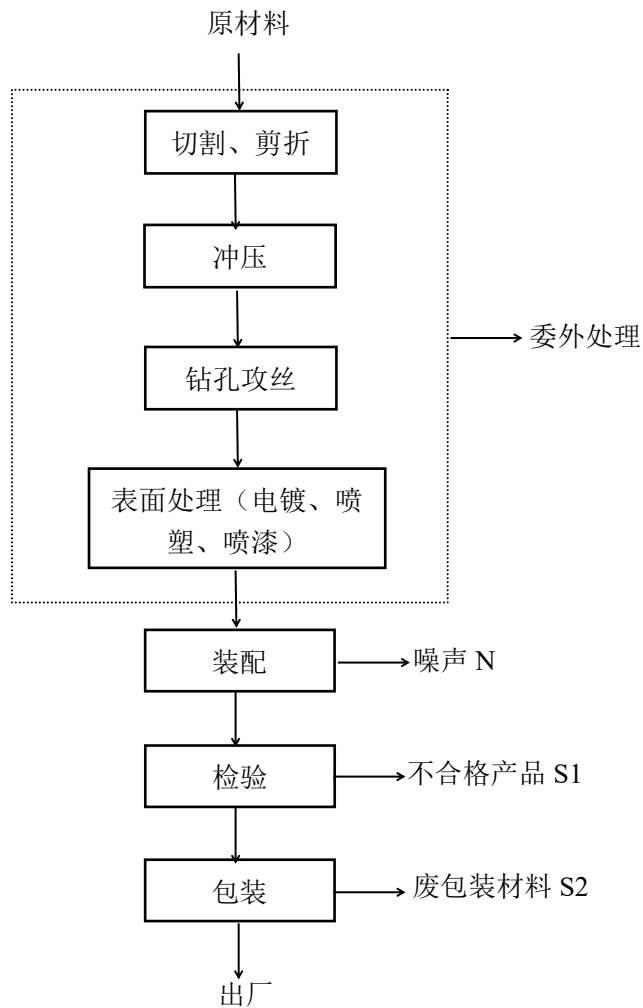 原材料
切割、剪折
冲压
委外处理
钻孔攻丝
表面处理（电镀、喷
塑、喷漆）
装配
噪声 N
检验
不合格产品 S1
包装
废包装材料 S2
出厂